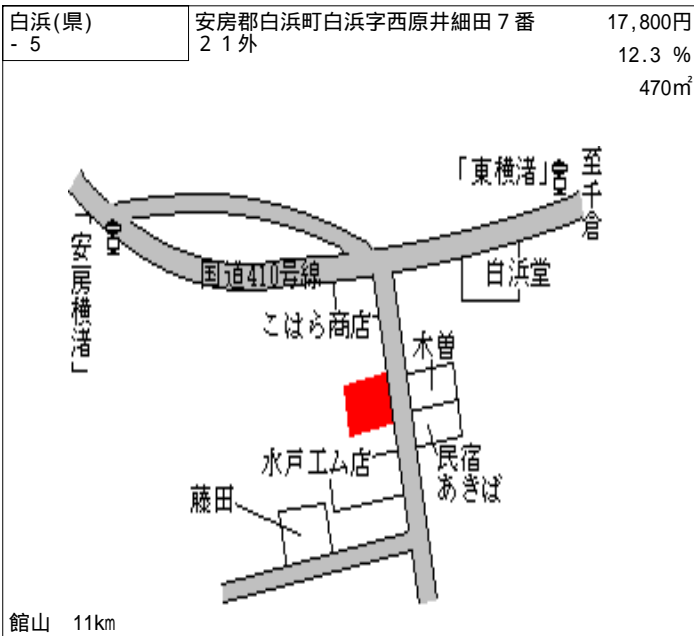 白浜(県)
- 5
安房郡白浜町白浜字西原井細田７番
２１外
17,800円
12.3 %
470㎡
「東横渚」
至千倉
「安房横渚」
国道410号線
白浜堂
こはら商店
木曽
水戸工ム店
民宿
あきば
藤田
館山 11km